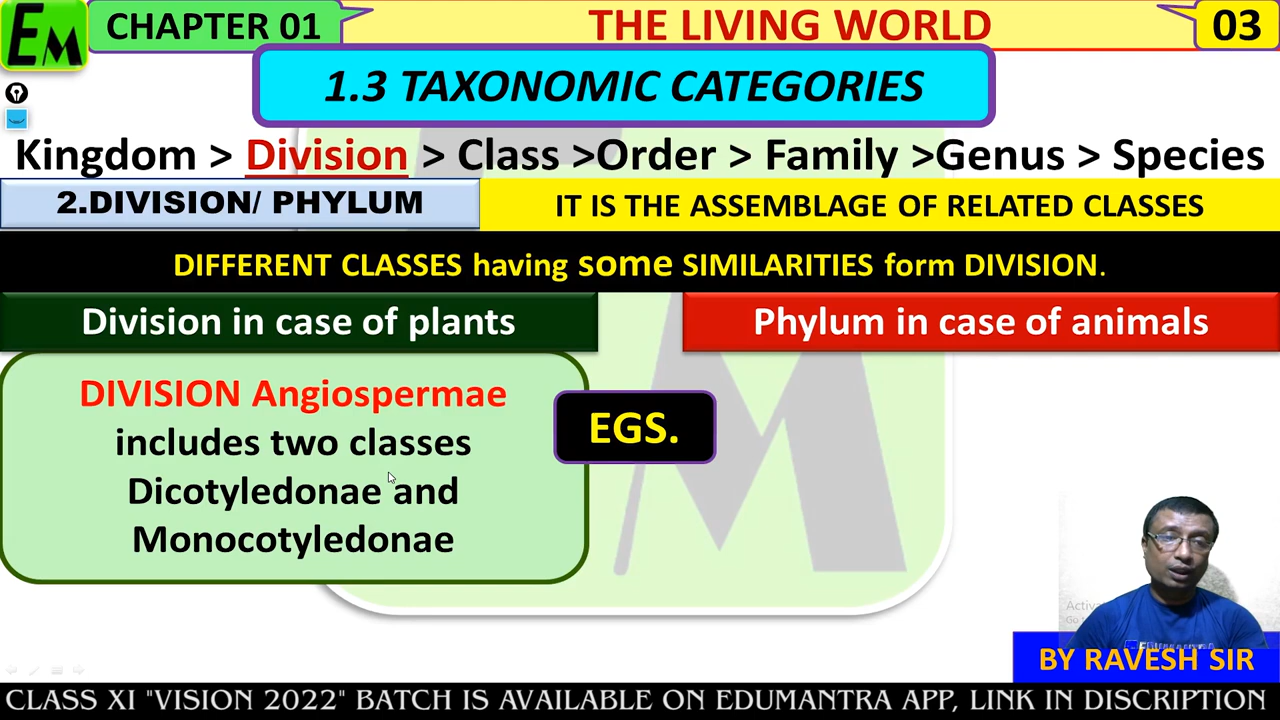 EM
CHAPTER 01
THE LIVING WORLD
03
1.3 TAXONOMIC CATEGORIES
Kingdom > Division > Class >Order > Family >Genus > Species
2.DIVISION/ PHYLUM
IT IS THE ASSEMBLAGE OF RELATED CLASSES
DIFFERENT CLASSES having some SIMILARITIES form DIVISION.
Division in case of plants
Phylum in case of animals
DIVISION Angiospermae
includes two classes
Dicotyledonae and
Monocotyledonae
EGS.
EDUMANTRA
BY RAVESH SIR
CLASS XI "VISION 2022" BATCH IS AVAILABLE ON EDUMANTRA APP, LINK IN DISCRIPTION